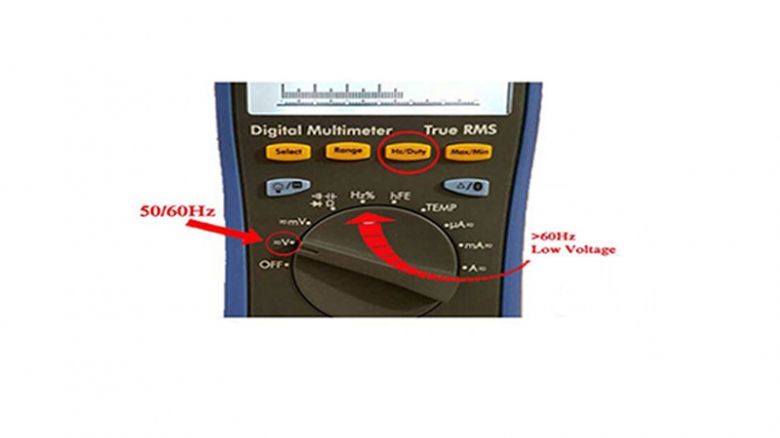 Digital Multimeter True RMS
Select Range Hz/Duty Max/Min
Hz% hFE
TEMP
50/60Hz
≂mV
μA≂
>60Hz
Low Voltage
≂V
mA≂
OFF
A≂